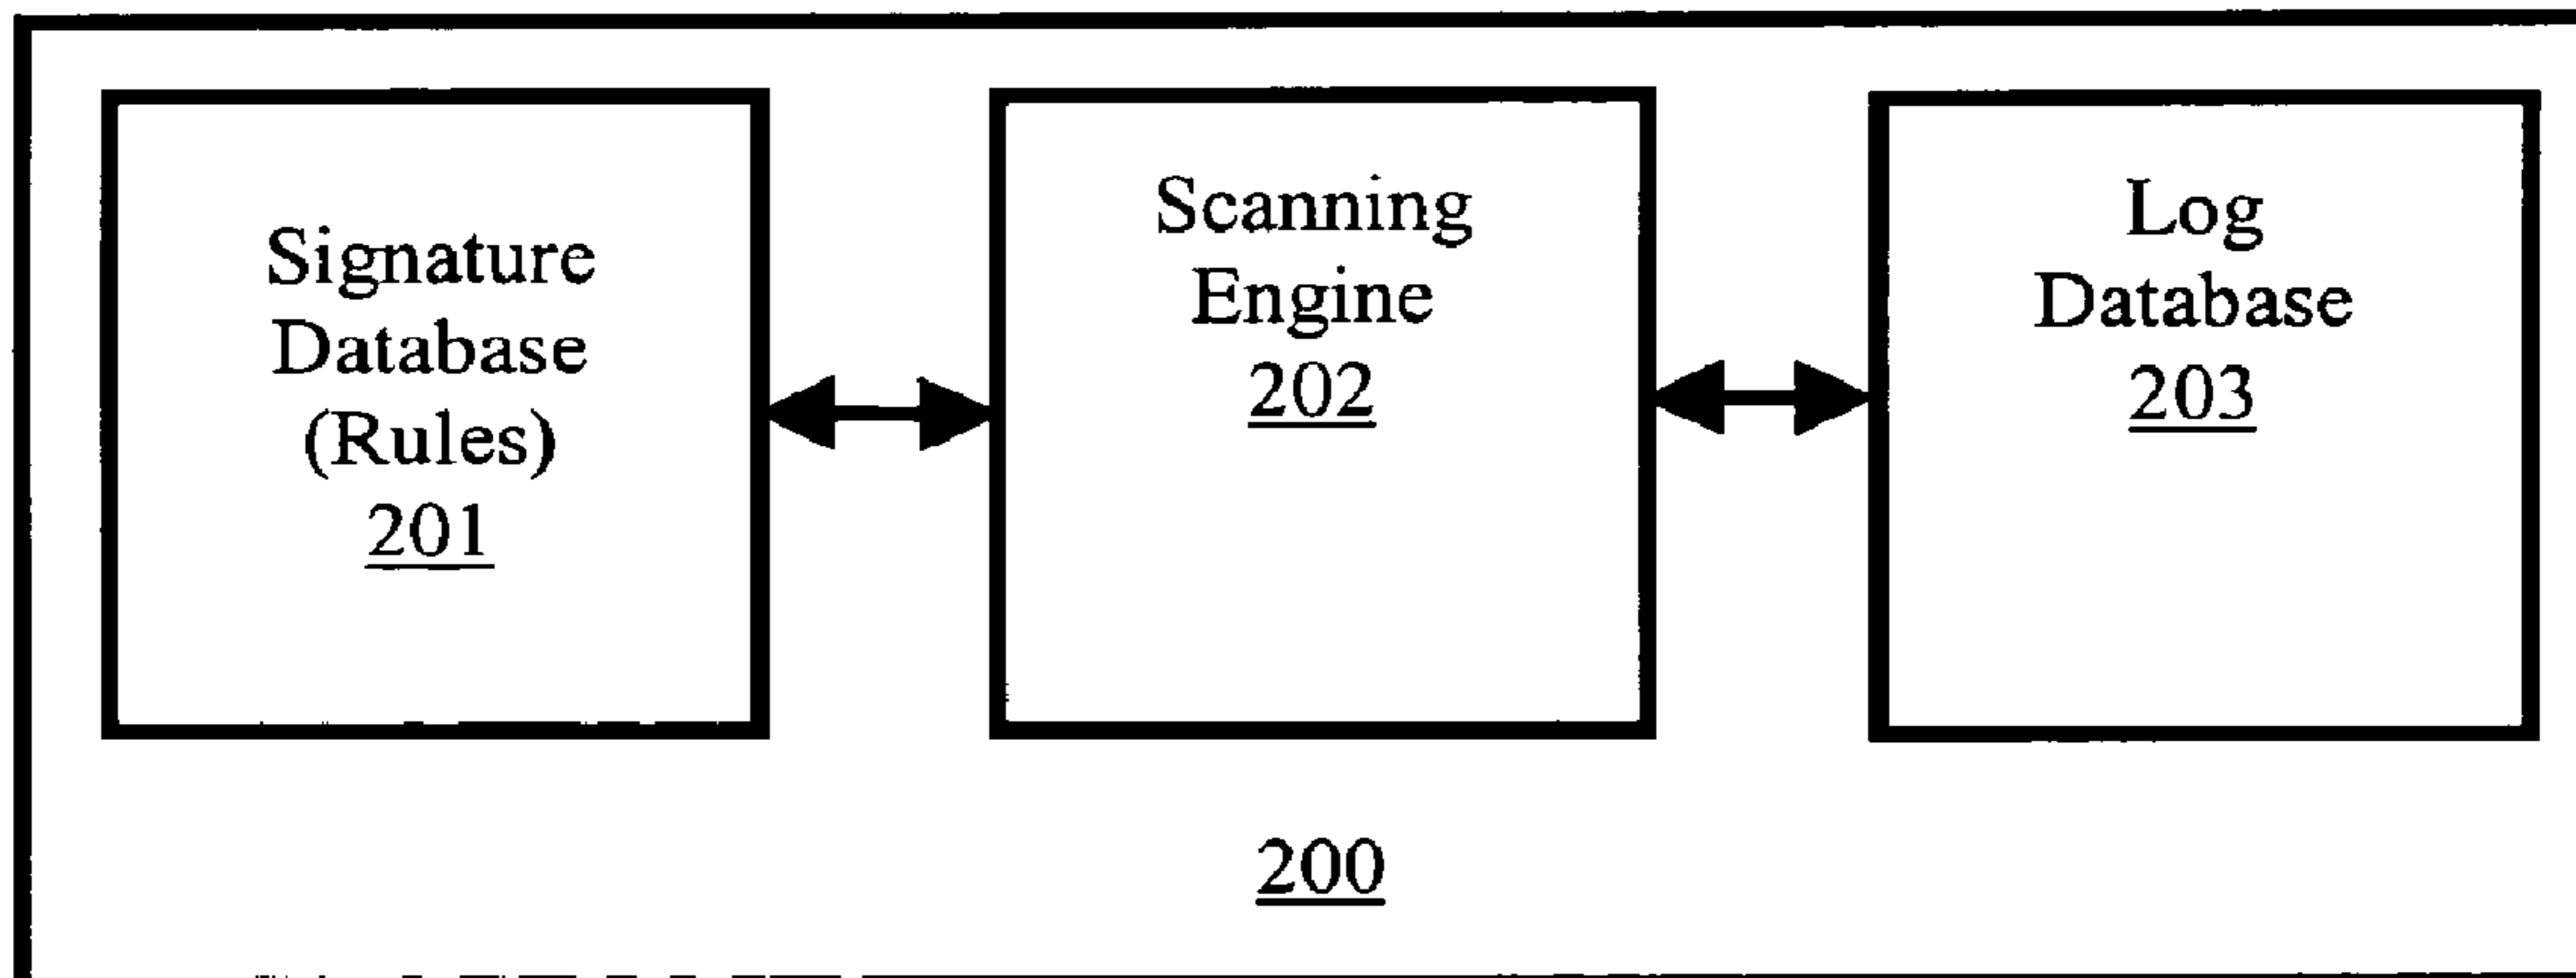 Signature
Database
(Rules)
201
Scanning
Engine
202
Log
Database
203
200